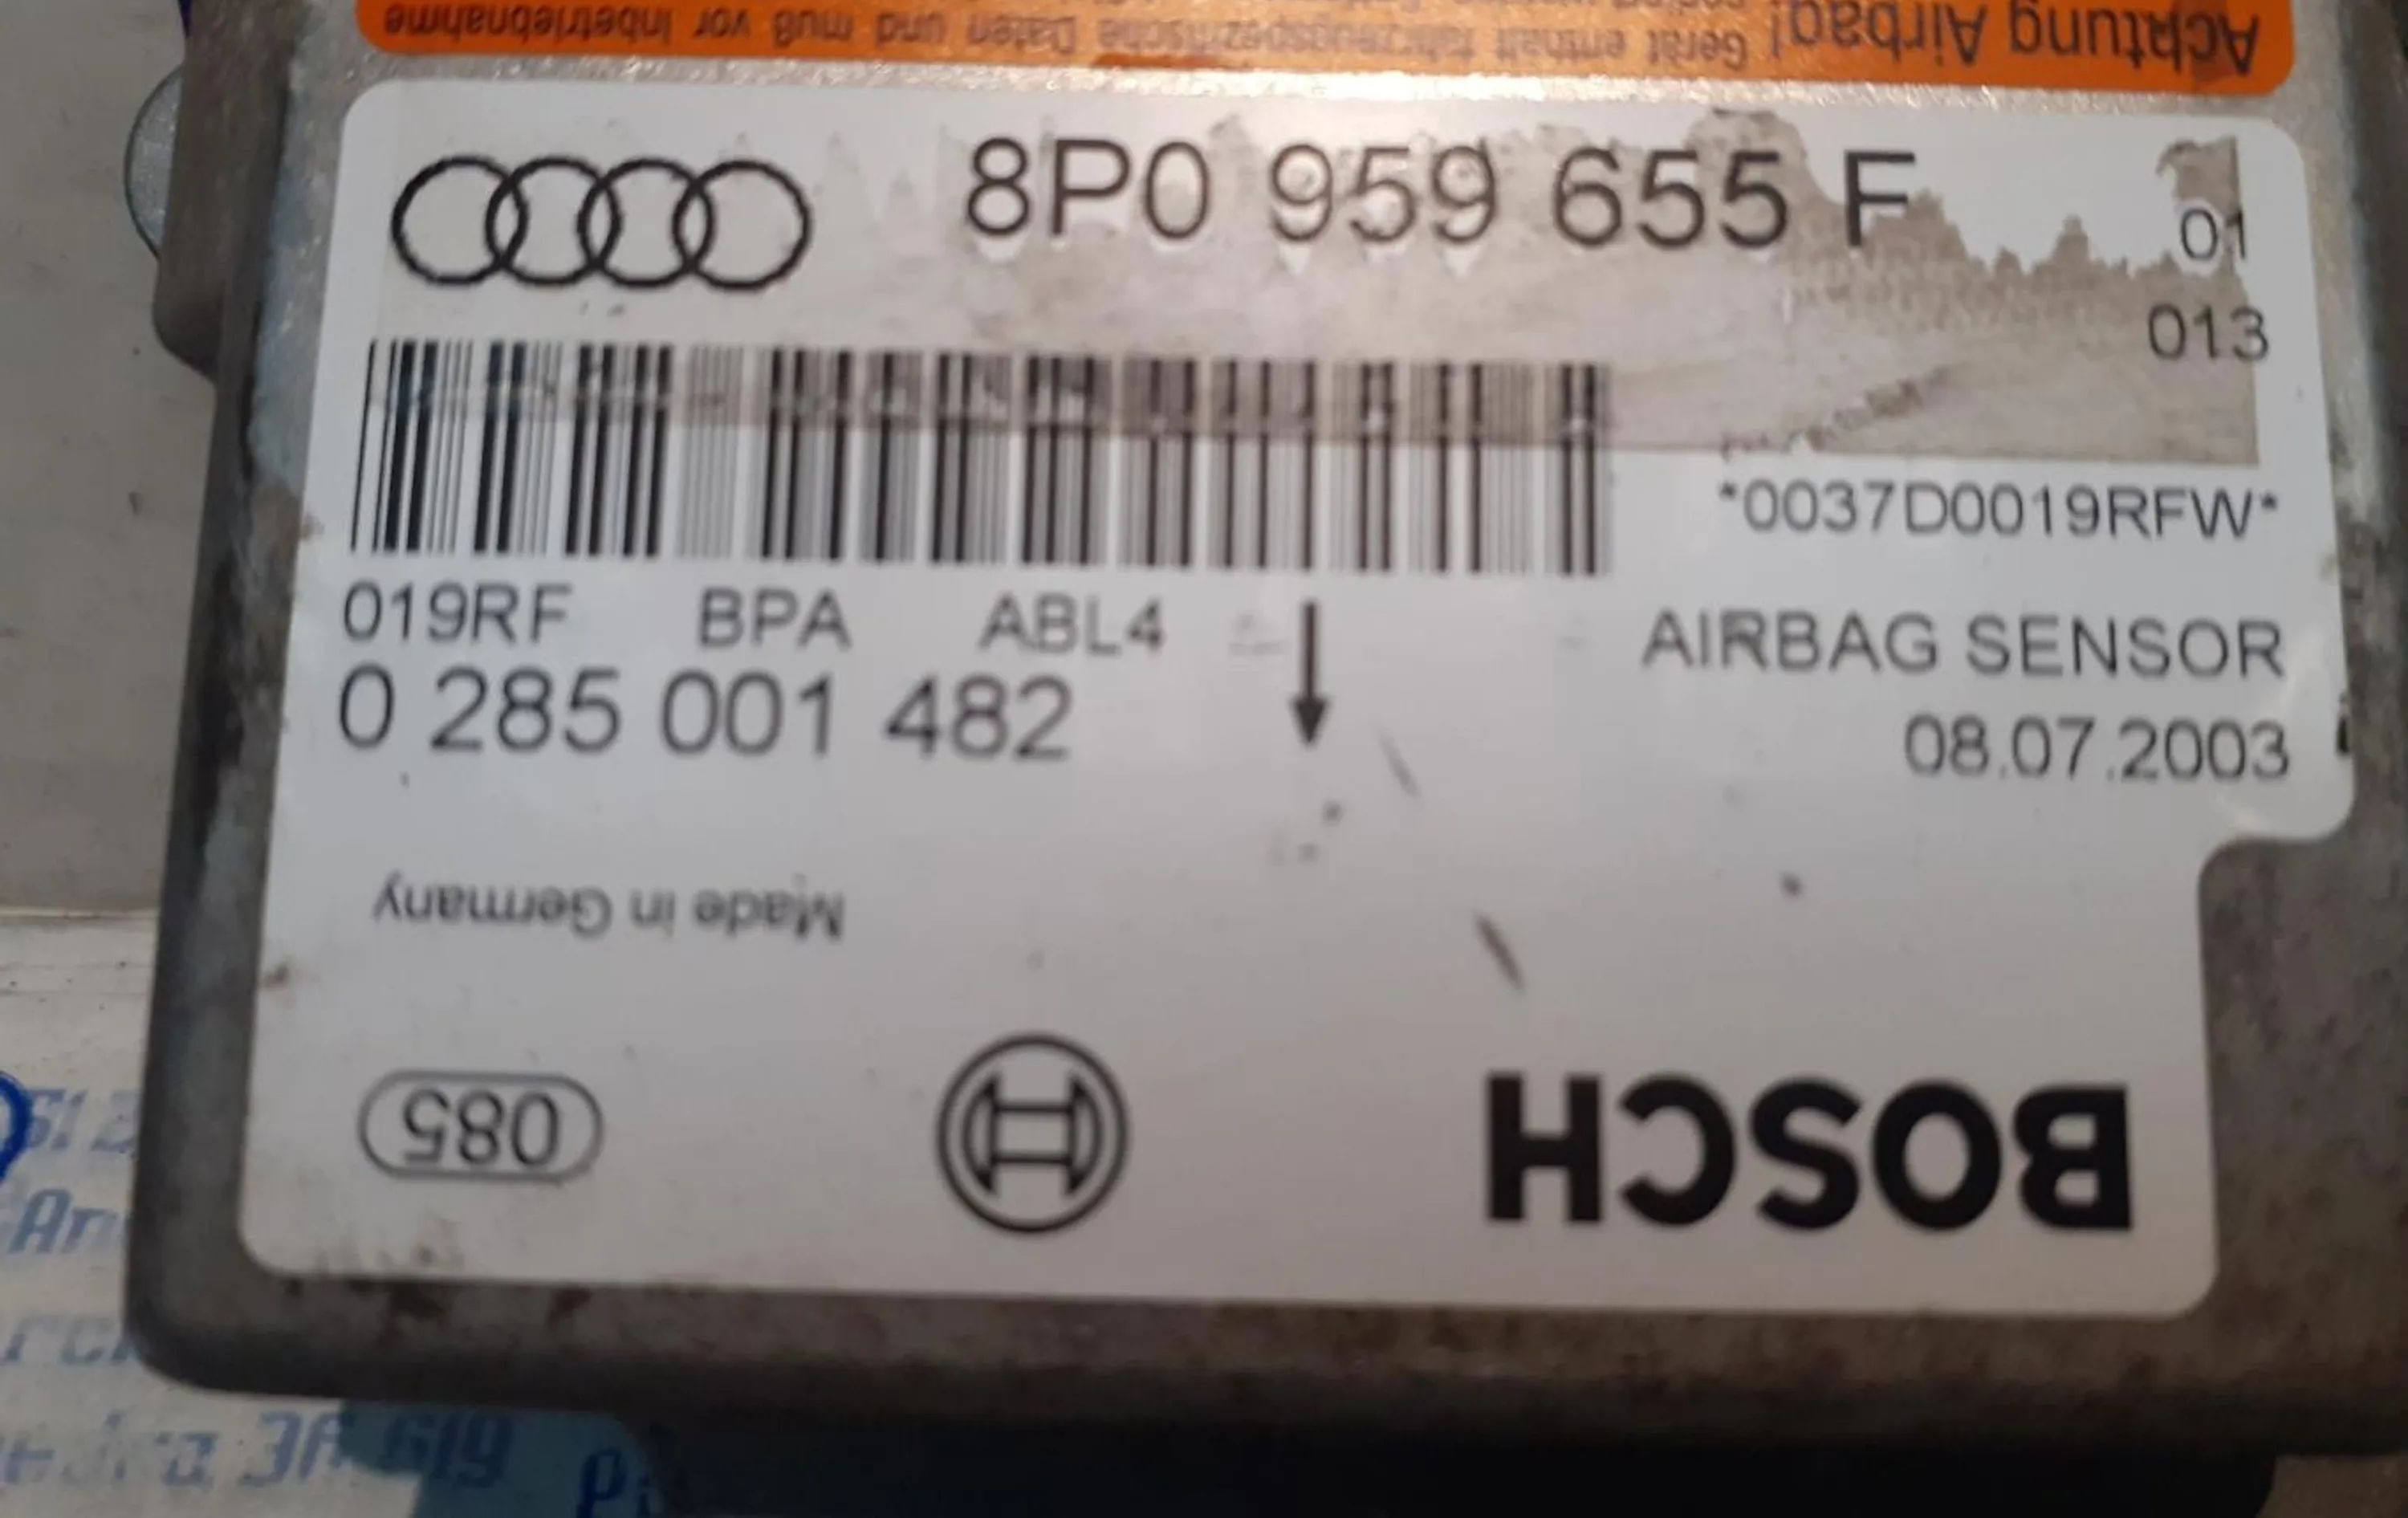 Achtung Airbag! Gerät enthält fahrzeugspezifische Daten und muß vor Inbetriebnahme
8P0 959 655 F
01
013
*0037D0019RFW*
019RF BPA ABL4
AIRBAG SENSOR
0 285 001 482
08.07.2003
Made in Germany
085
BOSCH